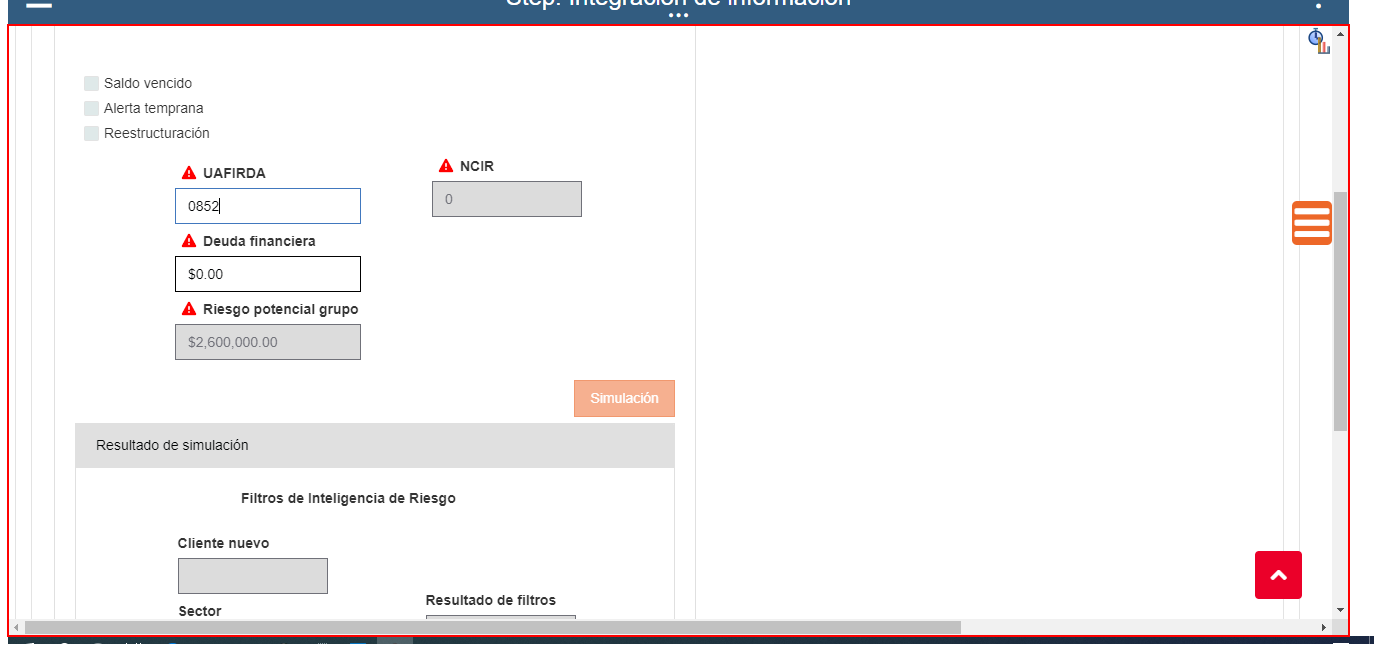 Step: Integración de información
Saldo vencido
Alerta temprana
Reestructuración
UAFIRDA
NCIR
0852
0
Deuda financiera
$0.00
Riesgo potencial grupo
$2,600,000.00
Simulación
Resultado de simulación
Filtros de Inteligencia de Riesgo
Cliente nuevo
Resultado de filtros
Sector